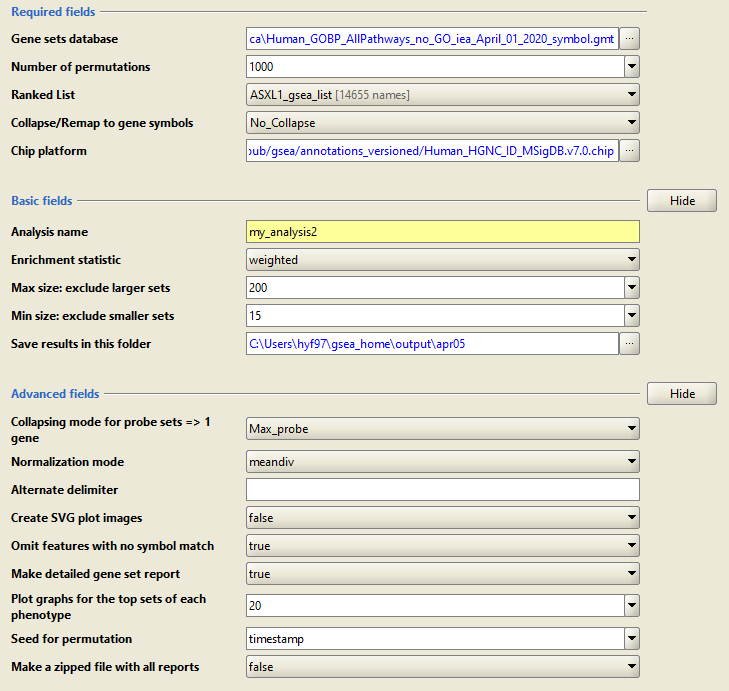 Required fields
Gene sets database ca\Human_GOBP_AllPathways_no_GO_iea_April_01_2020_symbol.gmt ...
Number of permutations 1000
Ranked List ASXL1_gsea_list [14655 names]
Collapse/Remap to gene symbols No_Collapse
Chip platform pub/gsea/annotations_versioned/Human_HGNC_ID_MSigDB.v7.0.chip ...
Basic fields Hide
Analysis name my_analysis2
Enrichment statistic weighted
Max size: exclude larger sets 200
Min size: exclude smaller sets 15
Save results in this folder C:\Users\hyf97\gsea_home\output\apr05 ...
Advanced fields Hide
Collapsing mode for probe sets => 1
gene Max_probe
Normalization mode meandiv
Alternate delimiter
Create SVG plot images false
Omit features with no symbol match true
Make detailed gene set report true
Plot graphs for the top sets of each
phenotype 20
Seed for permutation timestamp
Make a zipped file with all reports false